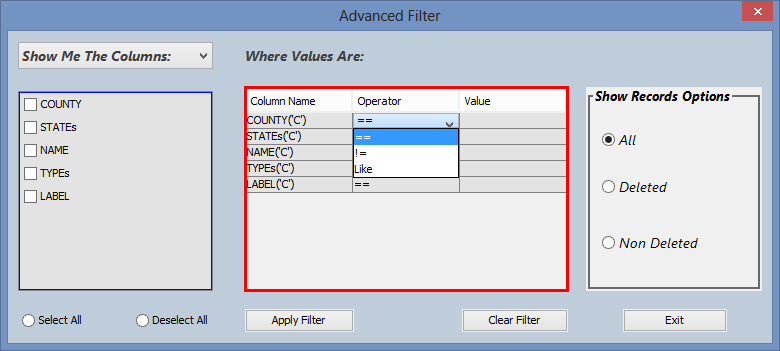 Advanced Filter
Show Me The Columns:
Where Values Are:
COUNTY
STATEs
NAME
TYPEs
LABEL
Column Name Operator Value
COUNTY('C') ==
STATEs('C') ==
NAME('C') !=
TYPEs('C') Like
LABEL('C') ==
Show Records Options
All
Deleted
Non Deleted
Select All
Deselect All
Apply Filter
Clear Filter
Exit